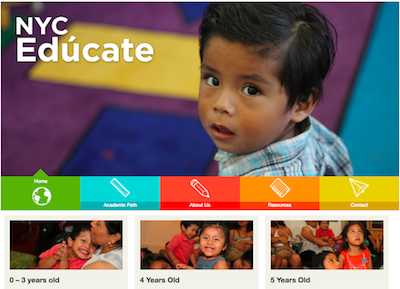 NYC
Edúcate
Home
Academic Path
About Us
Resources
Contact
0 – 3 years old
4 Years Old
5 Years Old